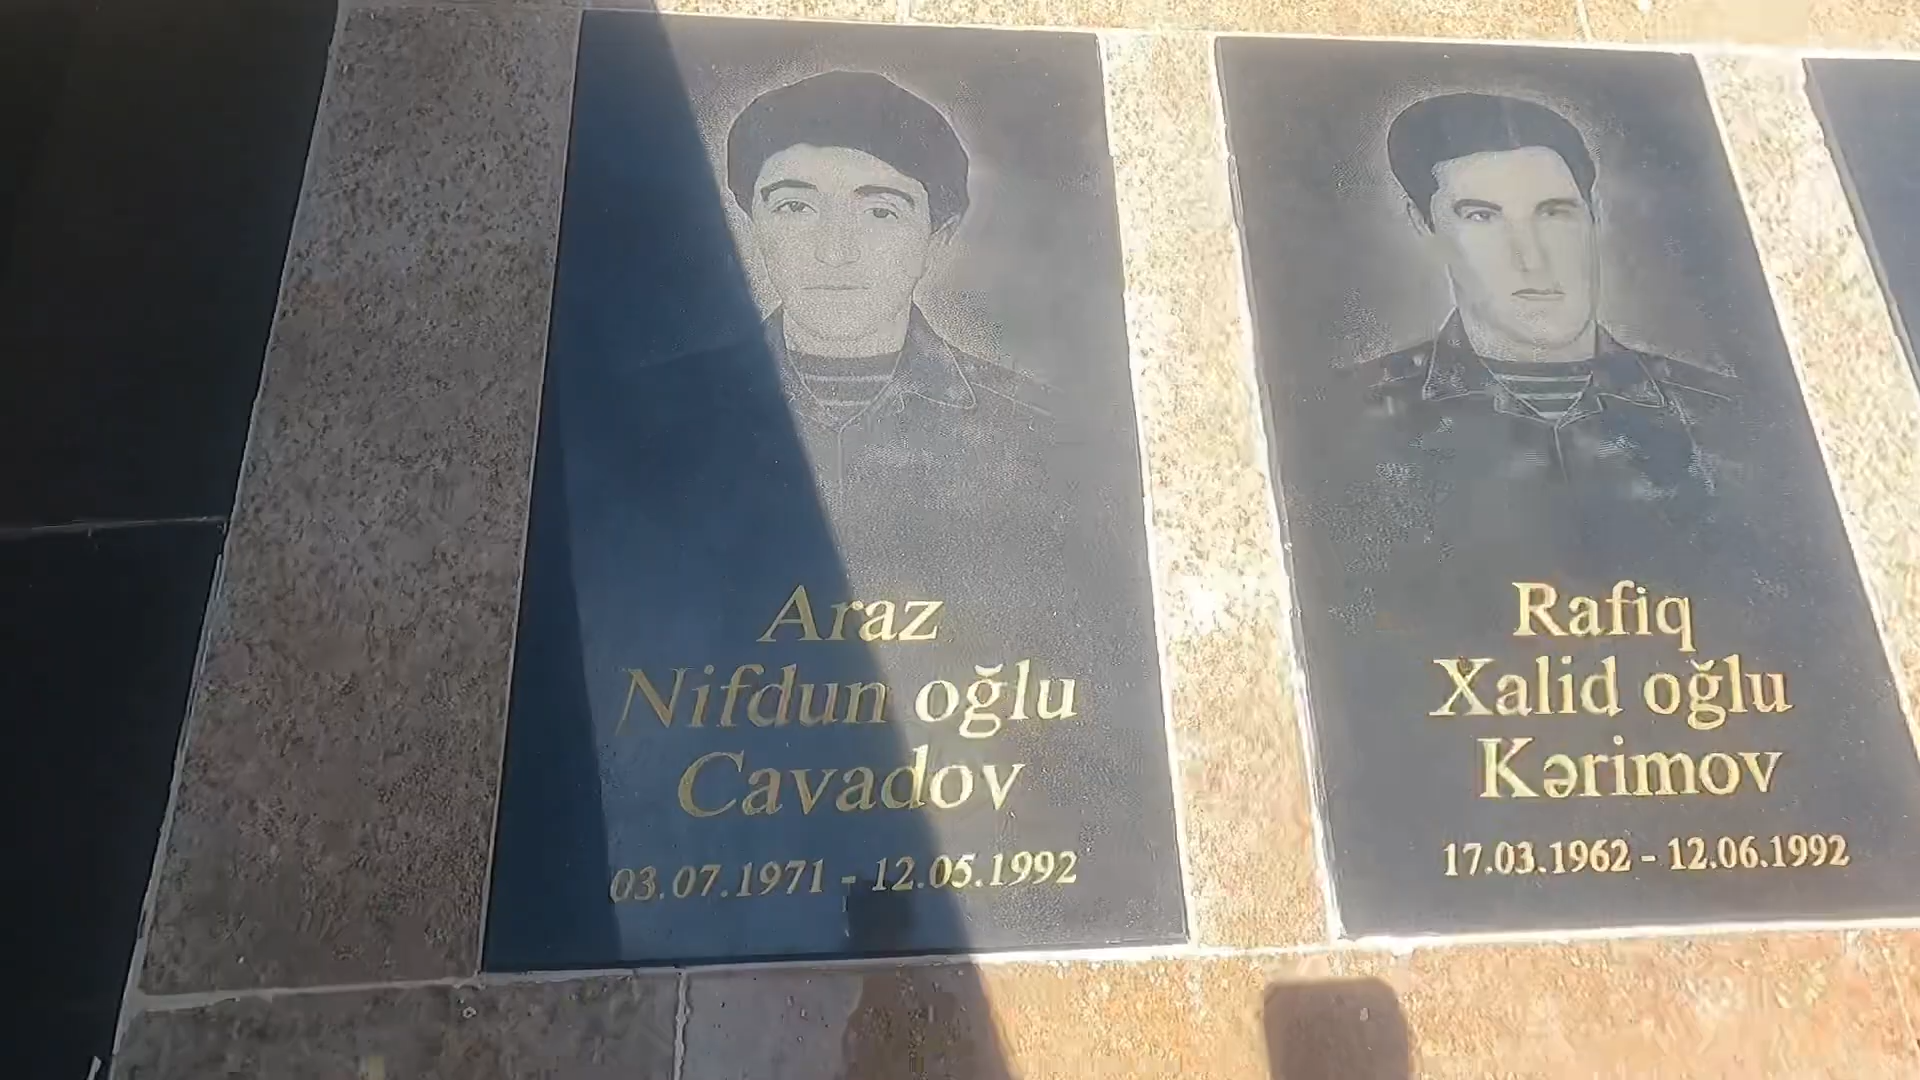 Araz
Nifdun oğlu
Cavadov
03.07.1971 - 12.05.1992
Rafiq
Xalid oğlu
Kərimov
17.03.1962 - 12.06.1992